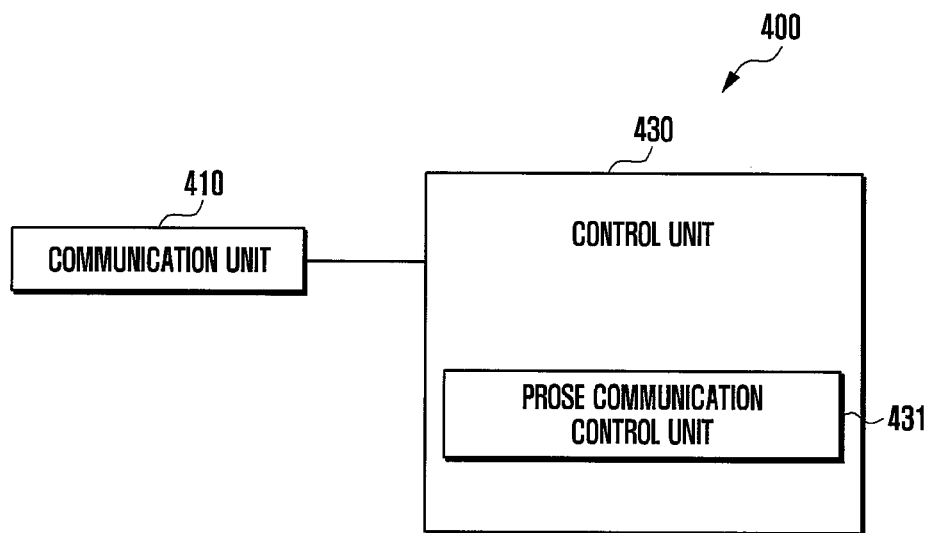 400
430
410
CONTROL UNIT
COMMUNICATION UNIT
PROSE COMMUNICATION
CONTROL UNIT
431